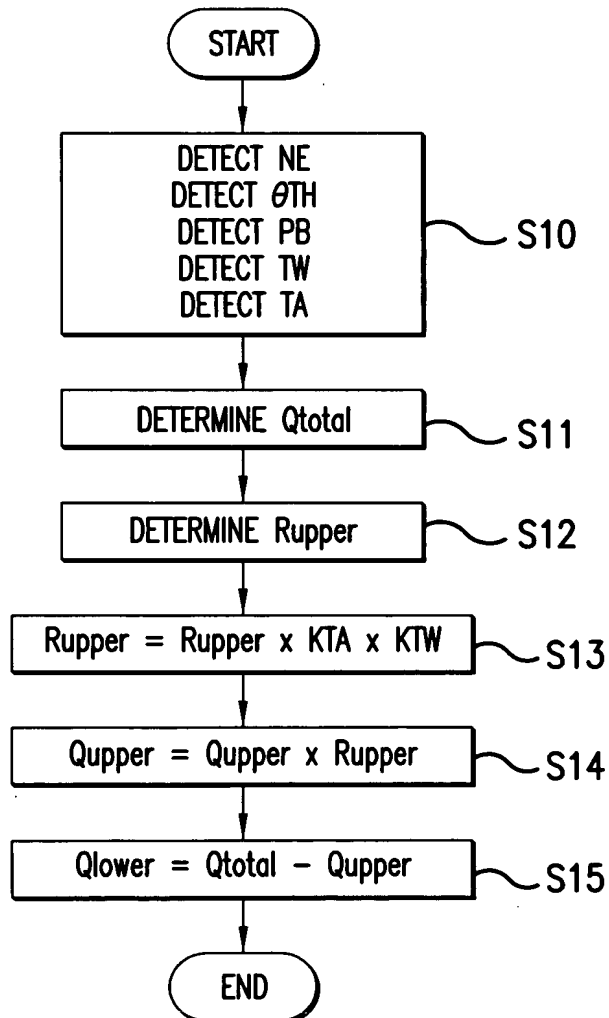 START
DETECT NE
DETECT θTH
DETECT PB
DETECT TW
DETECT TA
S10
DETERMINE Qtotal
S11
DETERMINE Rupper
S12
Rupper = Rupper x KTA x KTW
S13
Qupper = Qupper x Rupper
S14
Qlower = Qtotal - Qupper
S15
END